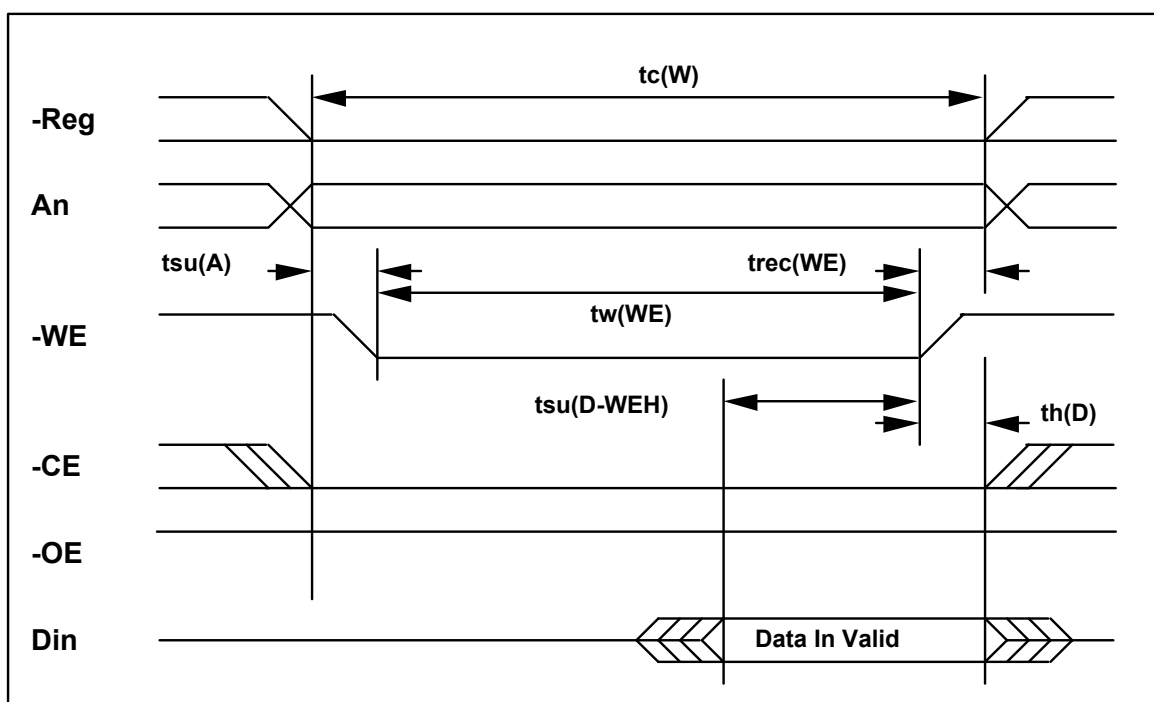 tc(W)
-Reg
An
tsu(A)
trec(WE)
tw(WE)
-WE
tsu(D-WEH)
th(D)
-CE
-OE
Din
Data In Valid